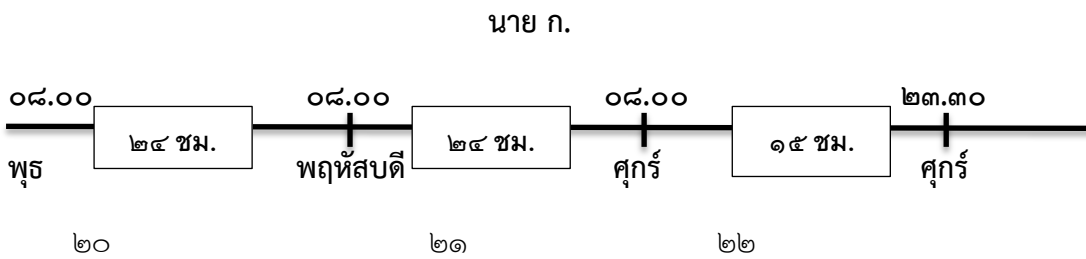 นาย ก.
๐๘.๐๐ ๐๘.๐๐ ๐๘.๐๐ ๒๓.๓๐
๒๔ ชม. ๒๔ ชม. ๑๕ ชม.
พุธ พฤหัสบดี ศุกร์ ศุกร์
๒๐ ๒๑ ๒๒